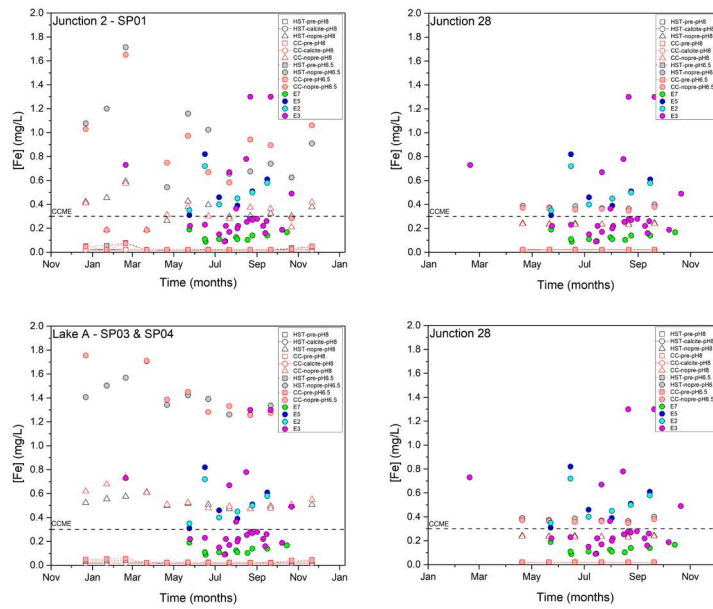 Junction 2 - SP01
2.0
1.8
1.6
1.4
1.2
1.0
0.8
0.6
0.4
0.2
0.0
[Fe] (mg/L)
CCME
HST-pre-pH8
HST-calcite-pH8
HST-nopre-pH8
CC-pre-pH8
CC-calcite-pH8
CC-nopre-pH8
HST-pre-pH6.5
HST-nopre-pH6.5
CC-pre-pH6.5
CC-nopre-pH6.5
E7
E5
E2
E3
Nov Jan Mar May Jul Sep Nov Jan
Time (months)
Junction 28
2.0
1.8
1.6
1.4
1.2
1.0
0.8
0.6
0.4
0.2
0.0
[Fe] (mg/L)
CCME
HST-pre-pH8
HST-calcite-pH8
HST-nopre-pH8
CC-pre-pH8
CC-calcite-pH8
CC-nopre-pH8
HST-pre-pH6.5
HST-nopre-pH6
CC-pre-pH6.5
CC-nopre-pH6.5
E7
E5
E2
E3
Jan Mar May Jul Sep Nov
Time (months)
Lake A - SP03 & SP04
2.0
1.8
1.6
1.4
1.2
1.0
0.8
0.6
0.4
0.2
0.0
[Fe] (mg/L)
CCME
HST-pre-pH8
HST-calcite-pH8
HST-nopre-pH8
CC-pre-pH8
CC-calcite-pH8
CC-nopre-pH8
HST-pre-pH6.5
HST-nopre-pH6.5
CC-pre-pH6.5
CC-nopre-pH6.5
E7
E5
E2
E3
Nov Jan Mar May Jul Sep Nov Jan
Time (months)
Junction 28
2.0
1.8
1.6
1.4
1.2
1.0
0.8
0.6
0.4
0.2
0.0
[Fe] (mg/L)
CCME
HST-pre-pH8
HST-calcite-pH8
HST-nopre-pH8
CC-pre-pH8
CC-calcite-pH8
CC-nopre-pH8
HST-pre-pH6.5
HST-nopre-pH6
CC-pre-pH6.5
CC-nopre-pH6.5
E7
E5
E2
E3
Jan Mar May Jul Sep Nov
Time (months)